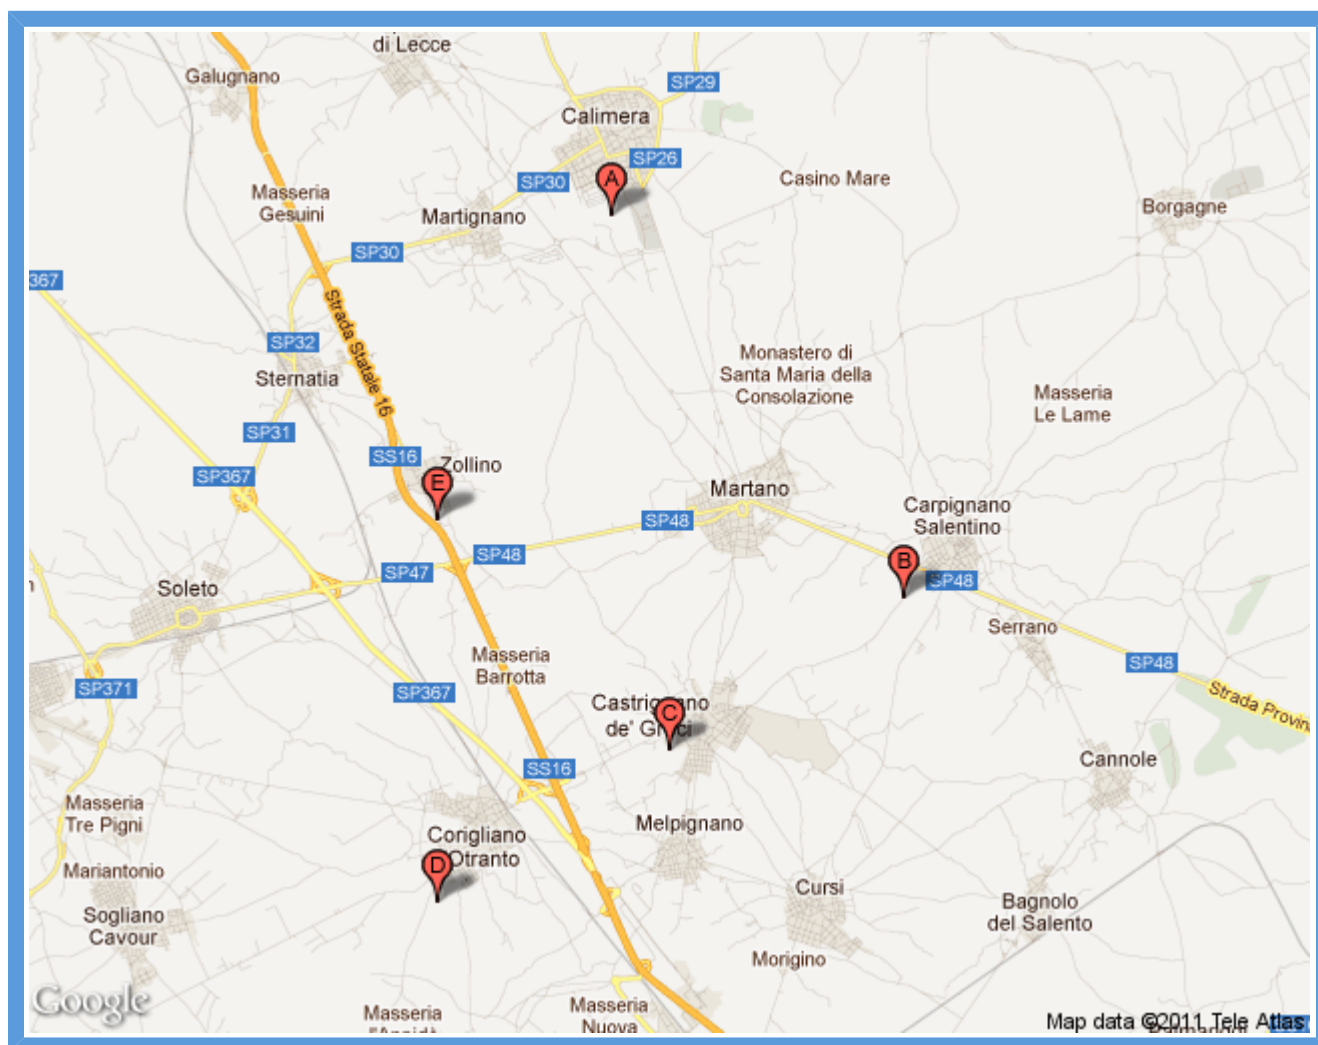 di Lecce
Galugnano
SP29
Calimera
SP26
SP30
A
Casino Mare
Masseria
Gesuini
Martignano
Borgagne
SP30
367
Strada Statale 16
SP32
Sternatia
Monastero di
Santa Maria della
Consolazione
Masseria
Le Lame
SP31
SS16
Zollino
SP367
E
Martano
Carpignano
Salentino
SP48
SP48
B
SP47
SP48
Soleto
Serrano
Masseria
Barrotta
SP48
SP371
SP367
Strada Provin
Castrignano
de' Greci
C
SS16
Cannole
Masseria
Tre Pigni
Melpignano
Corigliano
Otranto
D
Mariantonio
Cursi
Sogliano
Cavour
Bagnolo
del Salento
Morigino
Google
Masseria
Masseria
Nuova
Map data ©2011 Tele Atlas